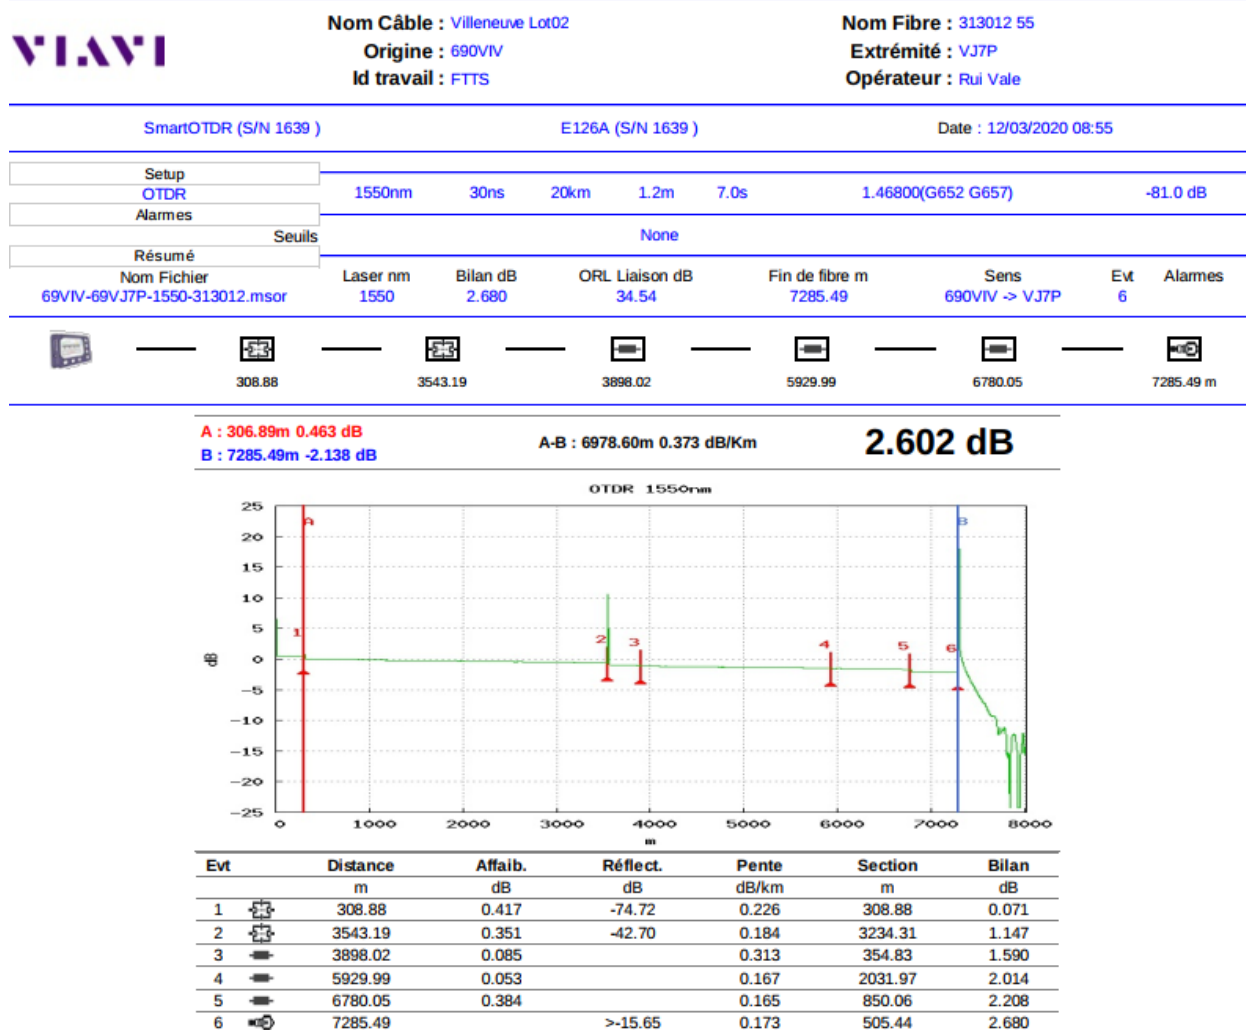 VIAVI
Nom Câble : Villeneuve Lot02
Nom Fibre : 313012 55
Origine : 690VIV
Extrémité : VJ7P
Id travail : FTTS
Opérateur : Rui Vale
SmartOTDR (S/N 1639 ) E126A (S/N 1639 ) Date : 12/03/2020 08:55
Setup
OTDR 1550nm 30ns 20km 1.2m 7.0s 1.46800(G652 G657) -81.0 dB
Alarmes
Seuils None
Résumé
Nom Fichier Laser nm Bilan dB ORL Liaison dB Fin de fibre m Sens Evt Alarmes
69VIV-69VJ7P-1550-313012.msor 1550 2.680 34.54 7285.49 690VIV -> VJ7P 6
308.88 3543.19 3898.02 5929.99 6780.05 7285.49 m
A : 306.89m 0.463 dB
B : 7285.49m -2.138 dB
A-B : 6978.60m 0.373 dB/Km
2.602 dB
OTDR 1550nm
25
20
15
10
5
0
-5
-10
-15
-20
-25
dB
A
B
1
2
3
4
5
6
0 1000 2000 3000 4000 5000 6000 7000 8000
m
Evt Distance Affaib. Réflect. Pente Section Bilan
m dB dB dB/km m dB
1 308.88 0.417 -74.72 0.226 308.88 0.071
2 3543.19 0.351 -42.70 0.184 3234.31 1.147
3 3898.02 0.085 0.313 354.83 1.590
4 5929.99 0.053 0.167 2031.97 2.014
5 6780.05 0.384 0.165 850.06 2.208
6 7285.49 >-15.65 0.173 505.44 2.680